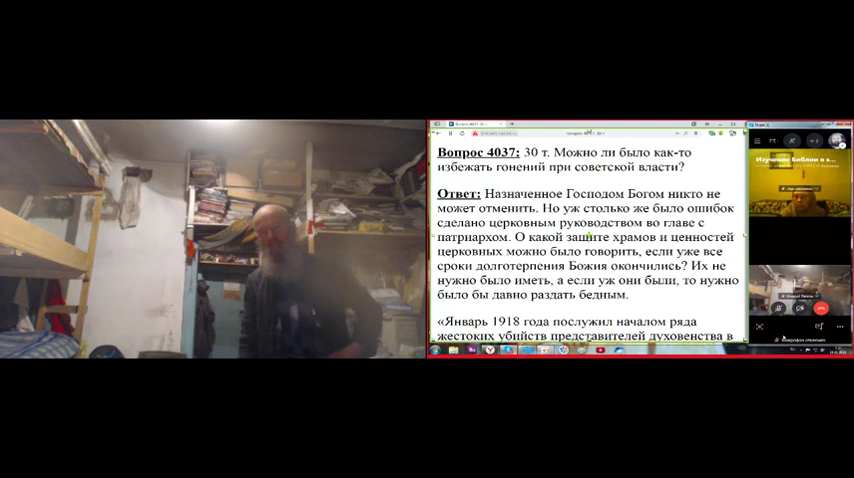 Вопрос 4037: 30 т. Можно ли было как-то
избежать гонений при советской власти?
Ответ: Назначенное Господом Богом никто не
может отменить. Но уж столько же было ошибок
сделано церковным руководством во главе с
патриархом. О какой защите храмов и ценностей
церковных можно было говорить, если уже все
сроки долготерпения Божия окончились? Их не
нужно было иметь, а если уж они были, то нужно
было бы давно раздать бедным.
«Январь 1918 года послужил началом ряда
жестоких убийств представителей духовенства в
Изучение Библии в